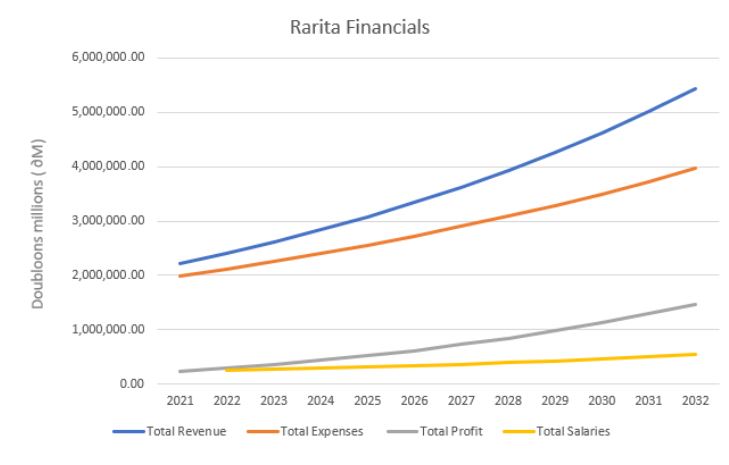 Rarita Financials
Doubloons millions ( ∂M)
6,000,000.00
5,000,000.00
4,000,000.00
3,000,000.00
2,000,000.00
1,000,000.00
0.00
2021 2022 2023 2024 2025 2026 2027 2028 2029 2030 2031 2032
Total Revenue Total Expenses Total Profit Total Salaries